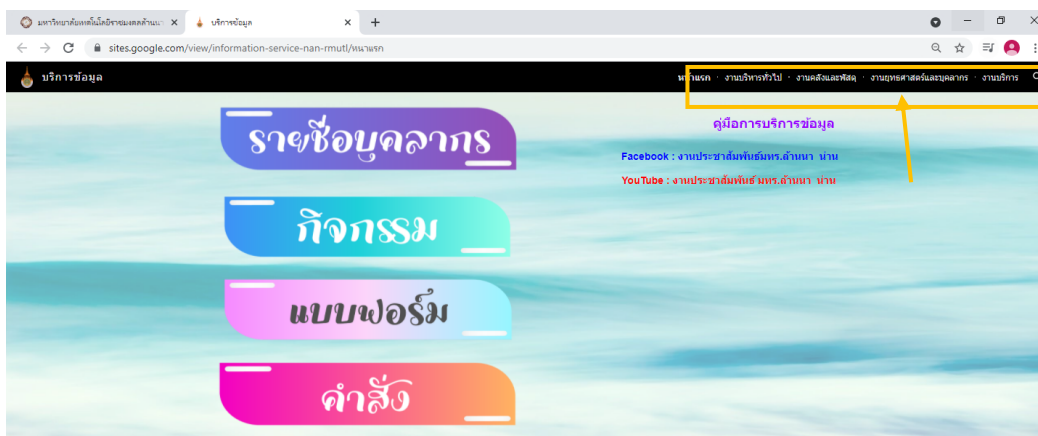 มหาวิทยาลัยเทคโนโลยีราชมงคลล้านนา
บริการข้อมูล
sites.google.com/view/information-service-nan-rmutl/หน้าแรก
บริการข้อมูล
หน้าแรก
งานบริหารทั่วไป
งานคลังและพัสดุ
งานยุทธศาสตร์และบุคลากร
งานบริการ
รายชื่อบุคลากร
คู่มือการบริการข้อมูล
Facebook : งานประชาสัมพันธ์มทร.ล้านนา น่าน
YouTube : งานประชาสัมพันธ์ มทร.ล้านนา น่าน
กิจกรรม
แบบฟอร์ม
คำสั่ง